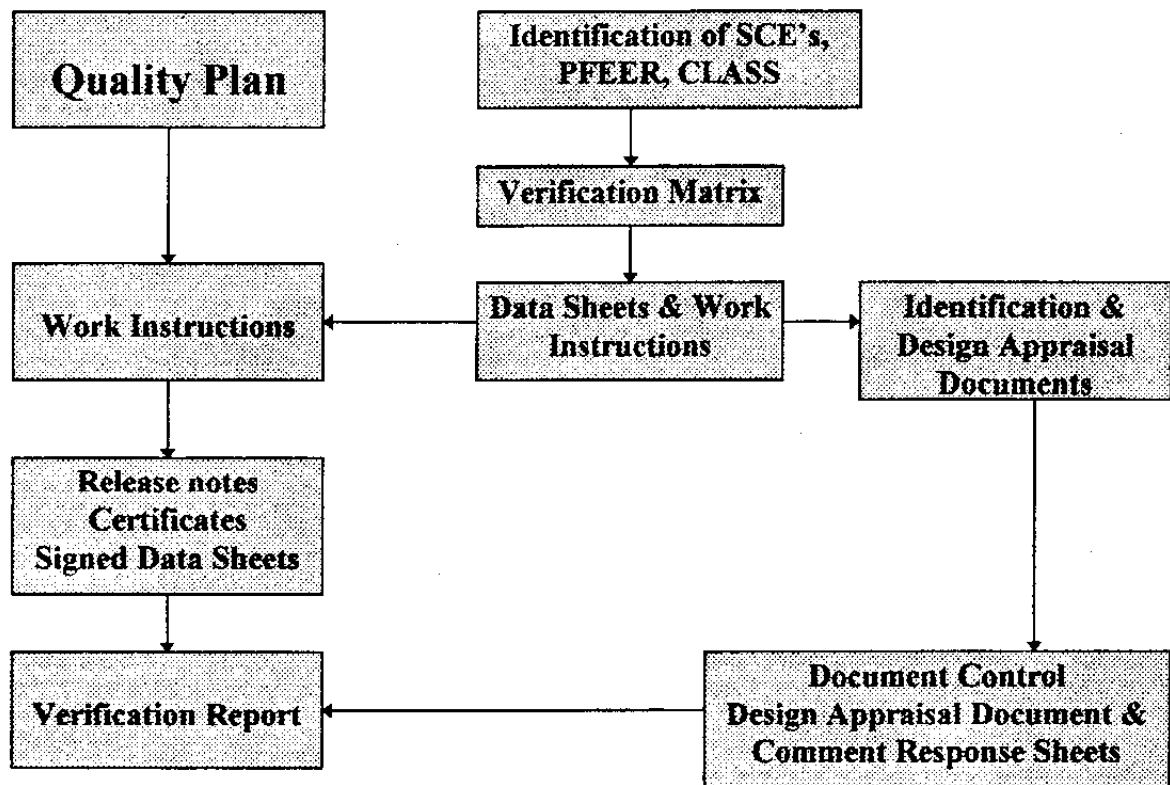 Quality Plan
Identification of SCE's,
PFEER, CLASS
Verification Matrix
Work Instructions
Data Sheets & Work
Instructions
Identification &
Design Appraisal
Documents
Release notes
Certificates
Signed Data Sheets
Verification Report
Document Control
Design Appraisal Document &
Comment Response Sheets